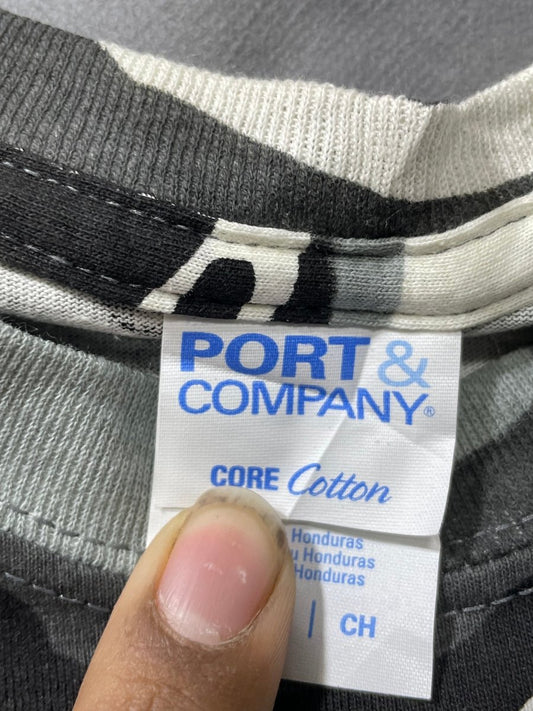 PORT &
COMPANY®
CORE Cotton
Honduras
u Honduras
Honduras
| CH